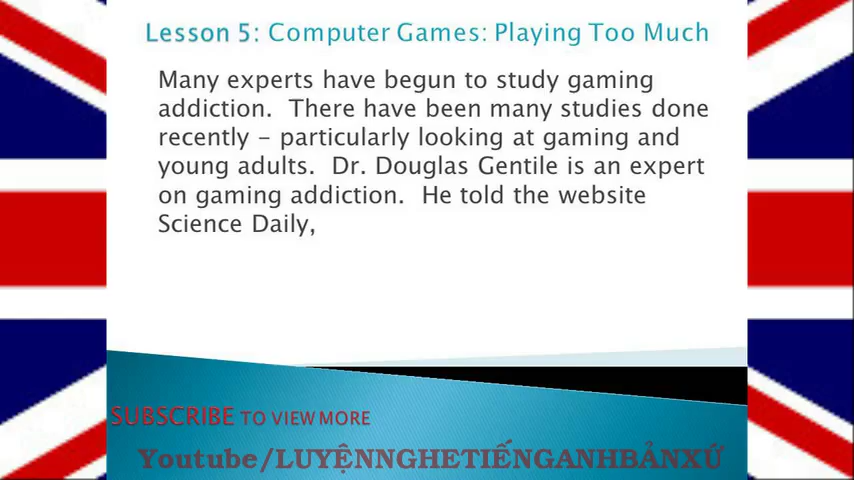 Lesson 5: Computer Games: Playing Too Much
Many experts have begun to study gaming
addiction.  There have been many studies done
recently – particularly looking at gaming and
young adults.  Dr. Douglas Gentile is an expert
on gaming addiction.  He told the website
Science Daily,
SUBSCRIBE TO VIEW MORE
Youtube/LUYỆNNGHETIẾNGANHBẢNXỨ